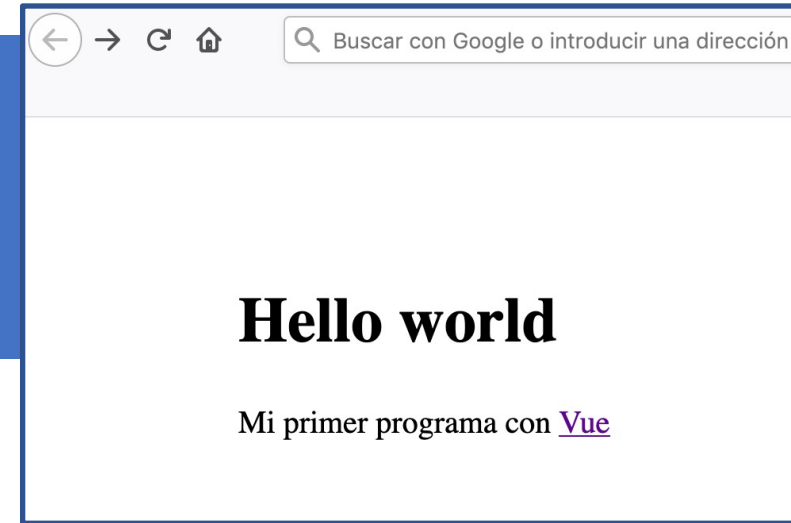 Buscar con Google o introducir una dirección
Hello world
Mi primer programa con Vue